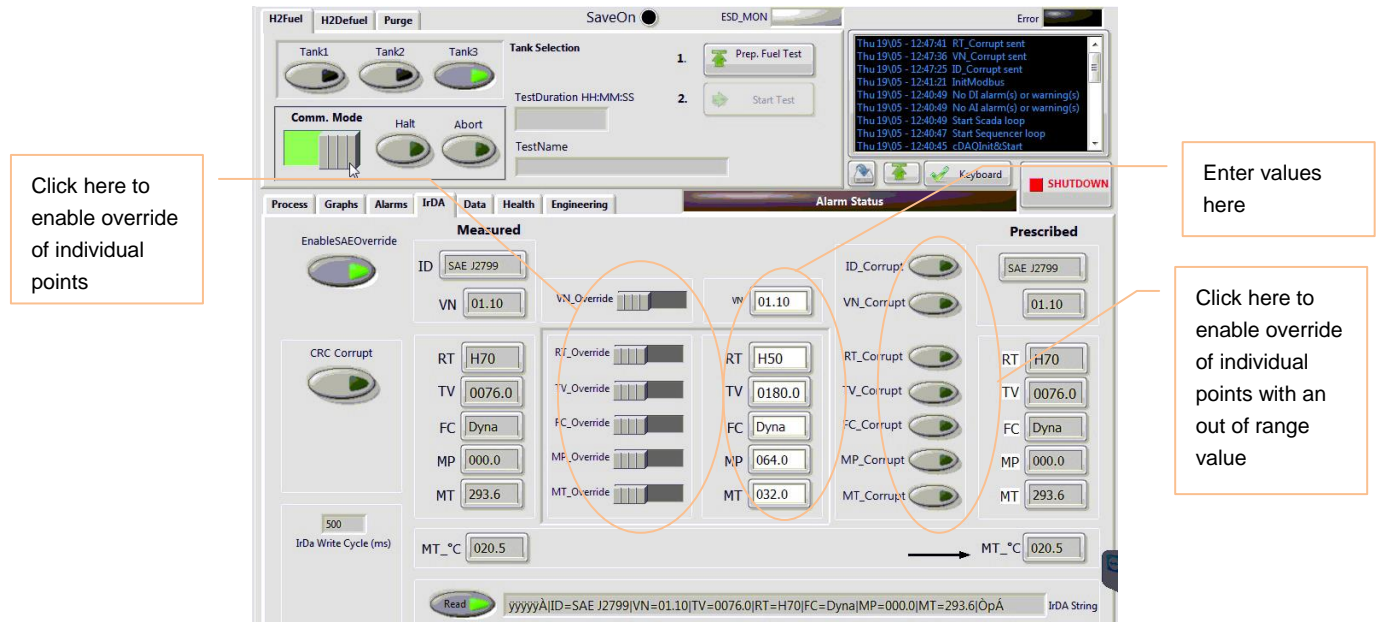 H2Fuel H2Defuel Purge SaveOn ESD_MON Error
Tank1 Tank2 Tank3 Tank Selection
1. Prep. Fuel Test
TestDuration HH:MM:SS 2. Start Test
Comm. Mode Halt Abort
TestName
Thu 19\05 - 12:47:41 RT_Corrupt sent
Thu 19\05 - 12:47:36 VN_Corrupt sent
Thu 19\05 - 12:47:25 ID_Corrupt sent
Thu 19\05 - 12:41:21 InitModbus
Thu 19\05 - 12:40:49 No DI alarm(s) or warning(s)
Thu 19\05 - 12:40:49 No AI alarm(s) or warning(s)
Thu 19\05 - 12:40:49 Start Scada loop
Thu 19\05 - 12:40:47 Start Sequencer loop
Thu 19\05 - 12:40:45 cDAQInit&Start
Keyboard SHUTDOWN
Click here to
enable override
of individual
points
Enter values
here
Click here to
enable override
of individual
points with an
out of range
value
Process Graphs Alarms IrDA Data Health Engineering Alarm Status
Measured Prescribed
EnableSAEOverride
ID SAE J2799 ID_Corrupt SAE J2799
VN 01.10 VN_Override VN 01.10 VN_Corrupt 01.10
CRC Corrupt
RT H70 RT_Override RT H50 RT_Corrupt RT H70
TV 0076.0 TV_Override TV 0180.0 TV_Corrupt TV 0076.0
FC Dyna FC_Override FC Dyna FC_Corrupt FC Dyna
MP 000.0 MP_Override MP 064.0 MP_Corrupt MP 000.0
MT 293.6 MT_Override MT 032.0 MT_Corrupt MT 293.6
500
IrDa Write Cycle (ms)
MT_°C 020.5 MT_°C 020.5
Read ÿÿÿÿÿÀ|ID=SAE J2799|VN=01.10|TV=0076.0|RT=H70|FC=Dyna|MP=000.0|MT=293.6|ÒpÁ IrDA String